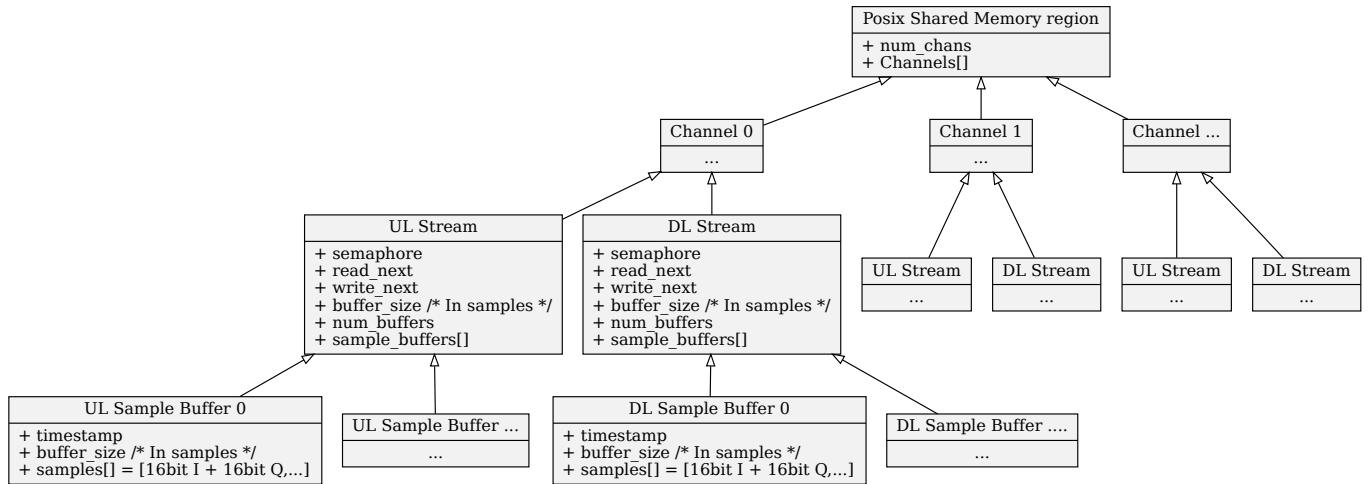 Posix Shared Memory region
+ num_chans
+ Channels[]
Channel 0
...
Channel 1
...
Channel ...
UL Stream
+ semaphore
+ read_next
+ write_next
+ buffer_size /* In samples */
+ num_buffers
+ sample_buffers[]
DL Stream
+ semaphore
+ read_next
+ write_next
+ buffer_size /* In samples */
+ num_buffers
+ sample_buffers[]
UL Stream
...
DL Stream
...
UL Stream
...
DL Stream
...
UL Sample Buffer 0
+ timestamp
+ buffer_size /* In samples */
+ samples[] = [16bit I + 16bit Q,...]
UL Sample Buffer ...
...
DL Sample Buffer 0
+ timestamp
+ buffer_size /* In samples */
+ samples[] = [16bit I + 16bit Q,...]
DL Sample Buffer ....
...